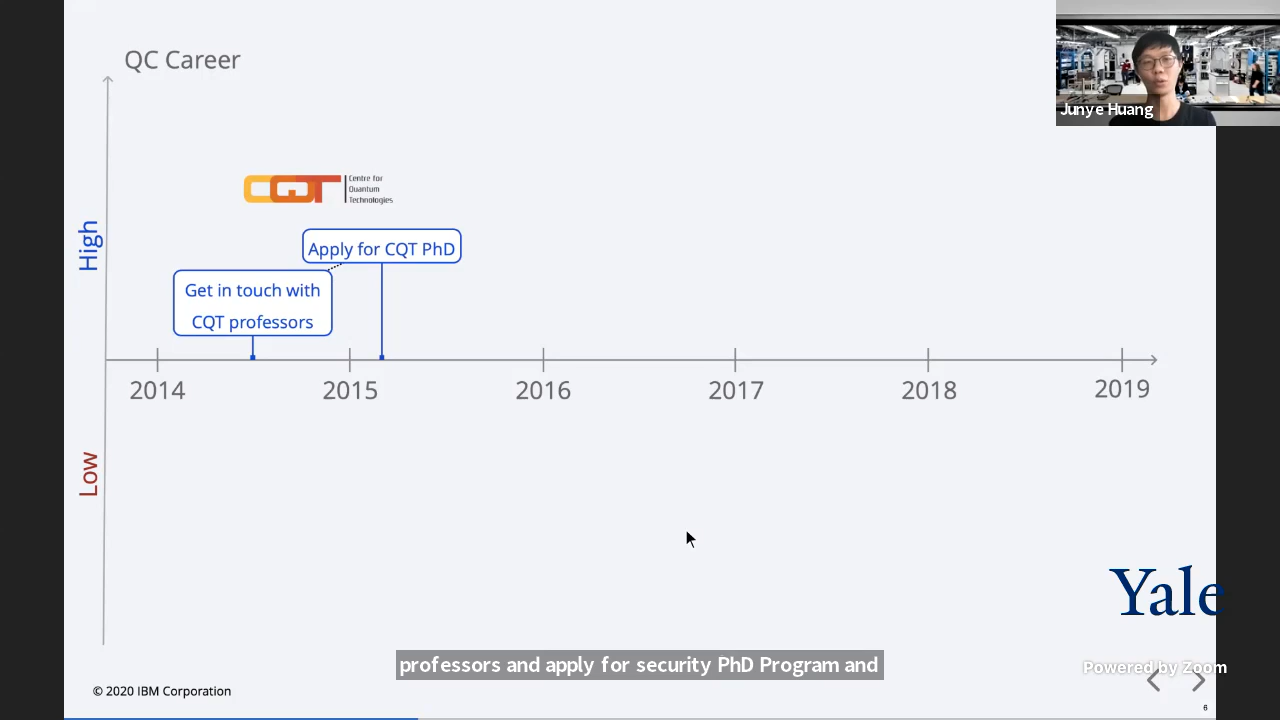 QC Career
Junye Huang
CQT
Centre for
Quantum
Technologies
High
Apply for CQT PhD
Get in touch with
CQT professors
2014
2015
2016
2017
2018
2019
Low
Yale
professors and apply for security PhD Program and
Powered by Zoom
© 2020 IBM Corporation
6